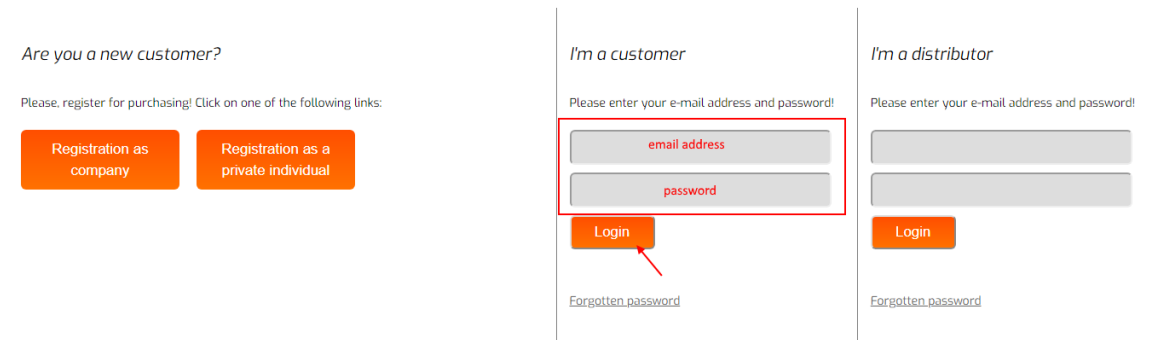 Are you a new customer?
Please, register for purchasing! Click on one of the following links:
Registration as
company
Registration as a
private individual
I'm a customer
Please enter your e-mail address and password!
email address
password
Login
Forgotten password
I'm a distributor
Please enter your e-mail address and password!
Login
Forgotten password